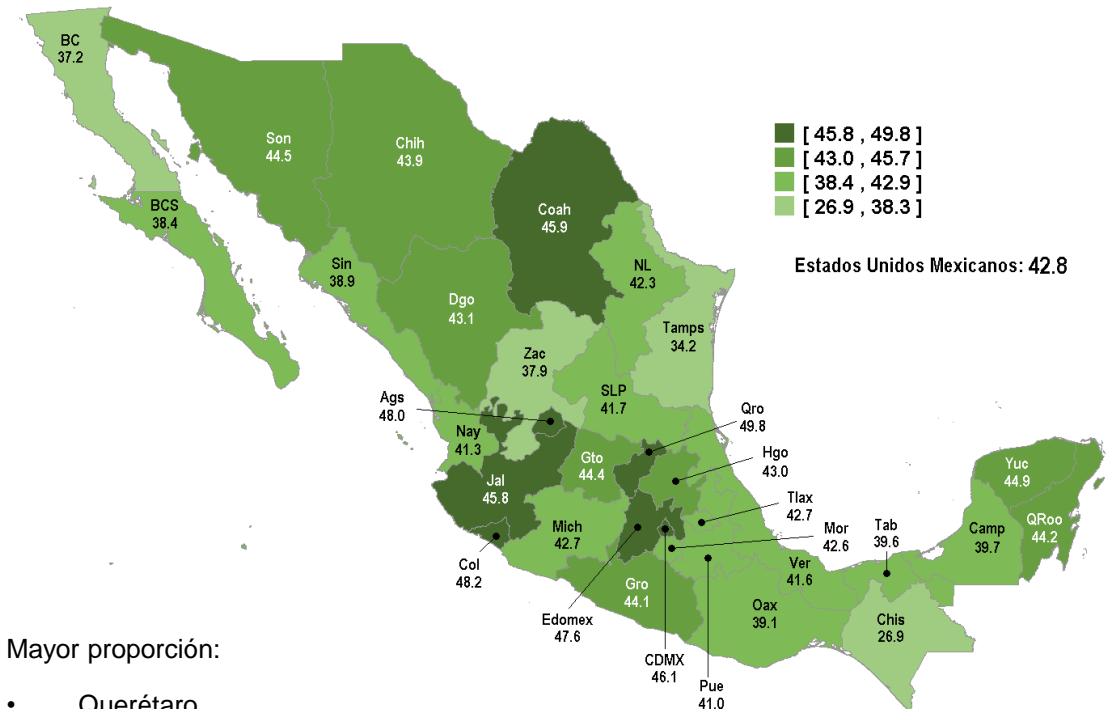 BC
37.2
Son
44.5
Chih
43.9
[ 45.8 , 49.8 ]
[ 43.0 , 45.7 ]
[ 38.4 , 42.9 ]
[ 26.9 , 38.3 ]
BCS
38.4
Coah
45.9
Estados Unidos Mexicanos: 42.8
Sin
38.9
NL
42.3
Dgo
43.1
Tamps
34.2
Zac
37.9
SLP
41.7
Ags
48.0
Qro
49.8
Nay
41.3
Gto
44.4
Hgo
43.0
Yuc
44.9
Jal
45.8
Tlax
42.7
QRoo
44.2
Mich
42.7
Mor
42.6
Tab
39.6
Camp
39.7
Col
48.2
Ver
41.6
Gro
44.1
Oax
39.1
Chis
26.9
Edomex
47.6
CDMX
46.1
Pue
41.0
Mayor proporción:
• Querétaro